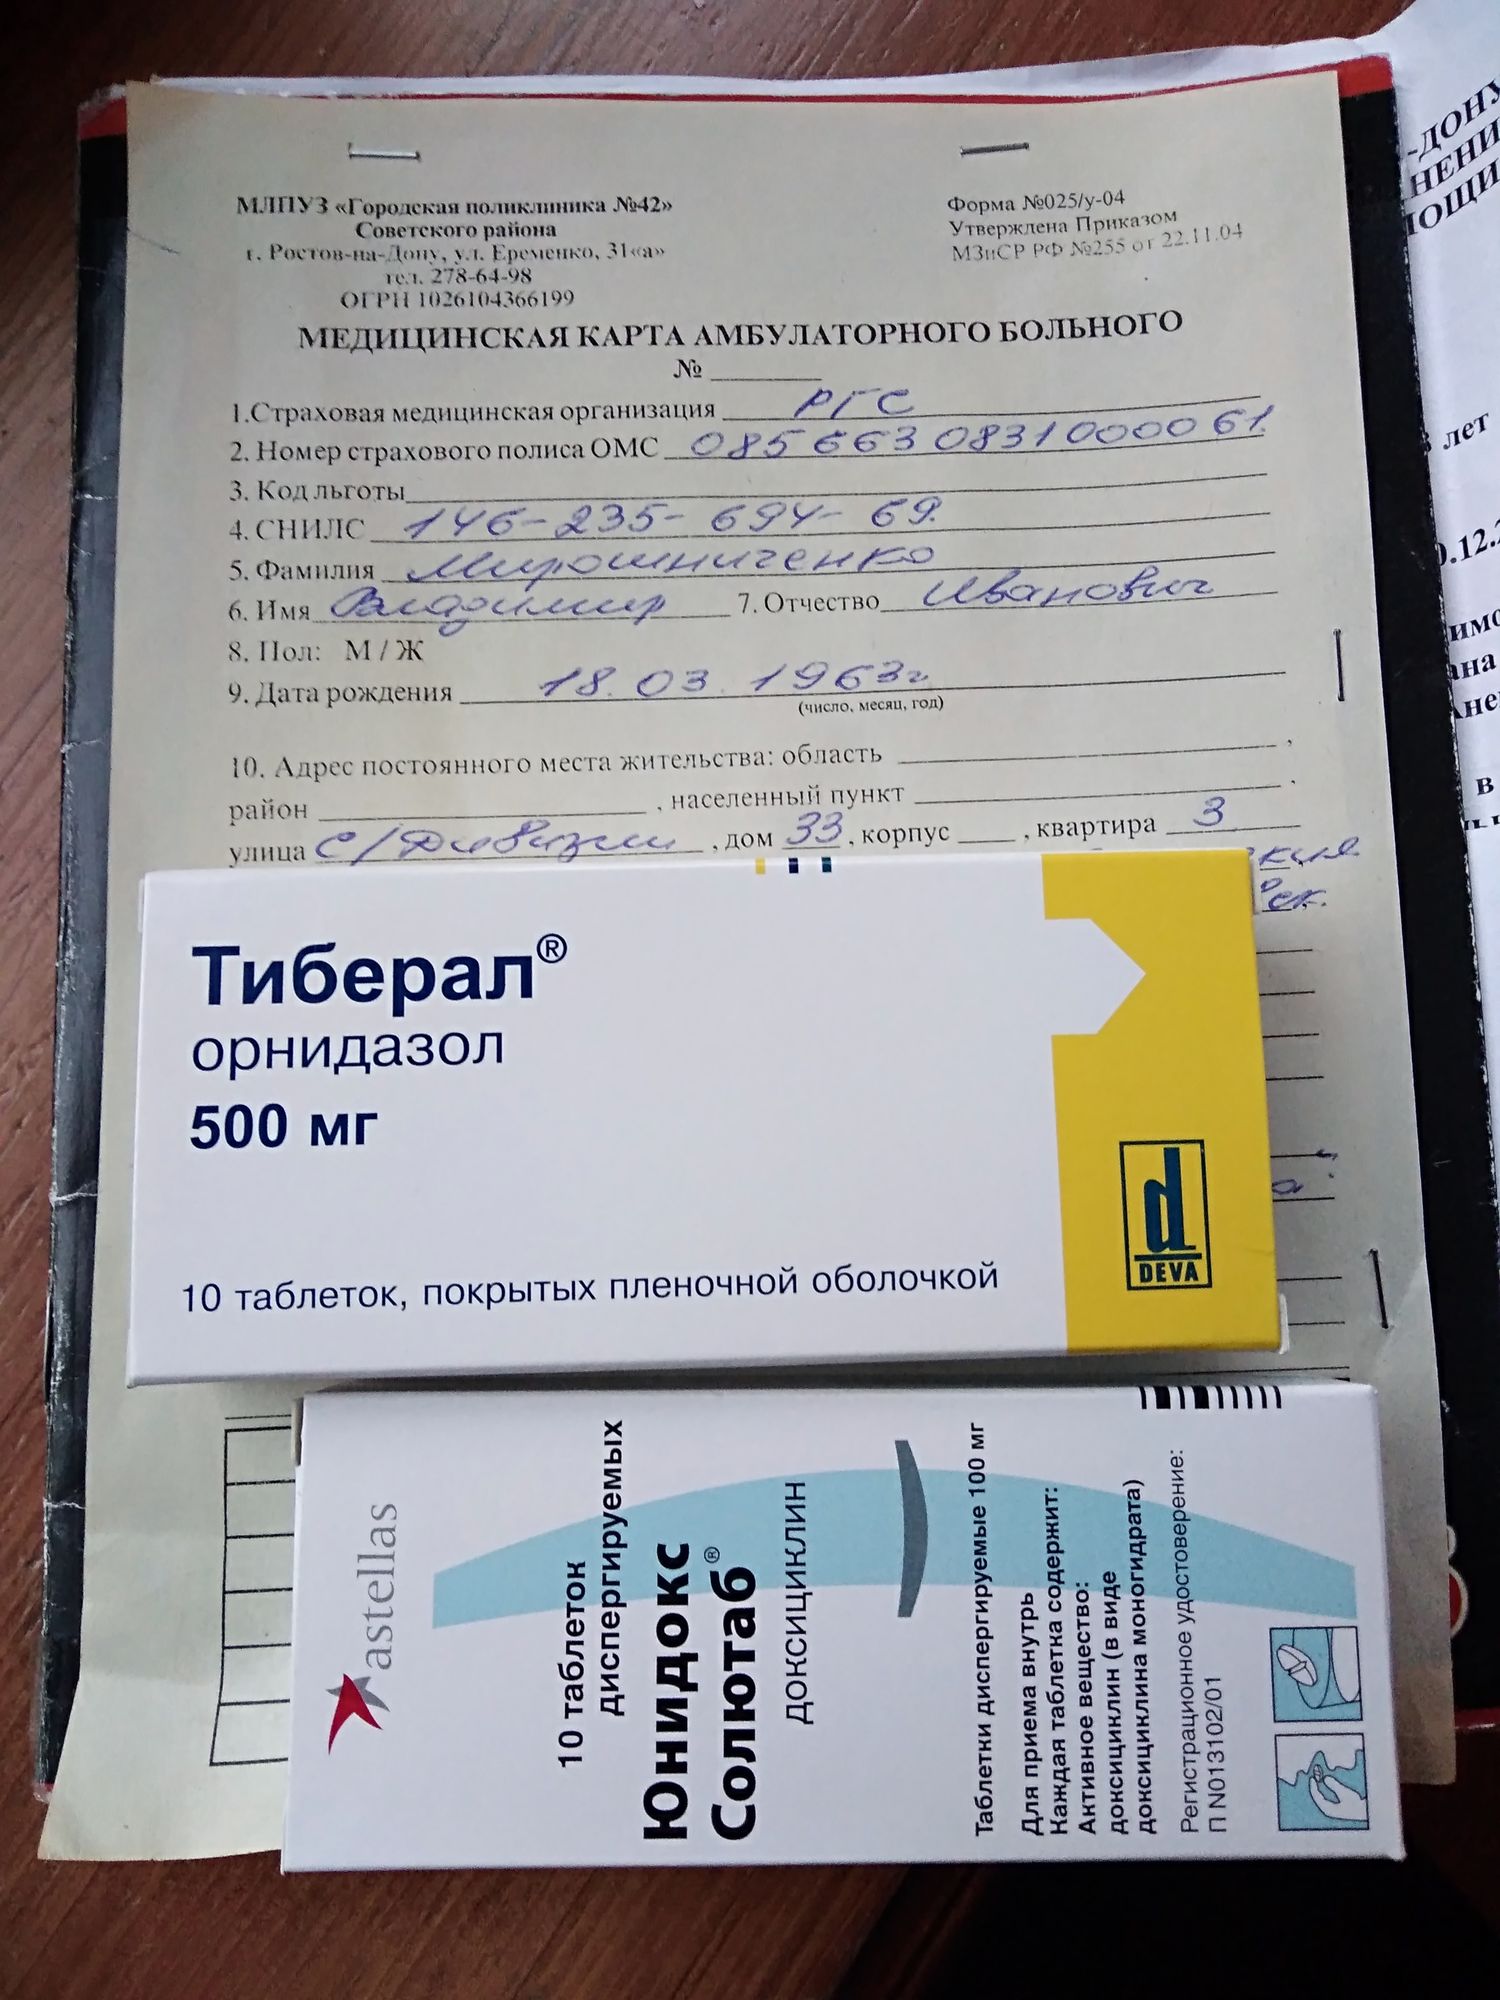 МЛПУЗ «Городская поликлиника №42»
Советского района
г. Ростов-на-Дону, ул. Еременко, 31«а»
тел. 278-64-98
ОГРН 1026104366199
Форма №025/у-04
Утверждена Приказом
МЗиСР РФ №255 от 22.11.04
МЕДИЦИНСКАЯ КАРТА АМБУЛАТОРНОГО БОЛЬНОГО
№
1.Страховая медицинская организация РГС
2. Номер страхового полиса ОМС 0856630831000061.
3. Код льготы
4. СНИЛС 146-235-694-69.
5. Фамилия Мирошниченко
6. Имя Владимир 7. Отчество Иванович
8. Пол: М / Ж
9. Дата рождения 18.03.1963г
(число, месяц, год)
10. Адрес постоянного места жительства: область ,
район , населенный пункт ,
улица с/Дивизии , дом 33, корпус , квартира 3
Тиберал®
орнидазол
500 мг
10 таблеток, покрытых пленочной оболочкой
d
DEVA
astellas
10 таблеток
диспергируемых
Юнидокс
Солютаб®
доксициклин
Таблетки диспергируемые 100 мг
Для приема внутрь
Каждая таблетка содержит:
Активное вещество:
доксициклин (в виде
доксициклина моногидрата)
Регистрационное удостоверение:
П N013102/01
-ДОНУ
лет
в